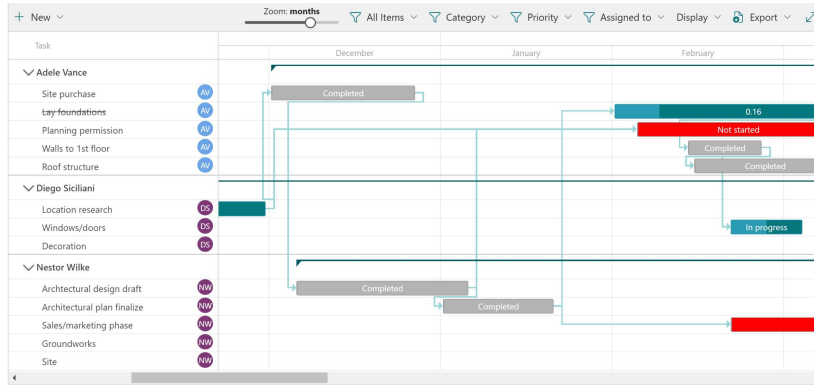 + New
Zoom: months
All Items
Category
Priority
Assigned to
Display
Export
Task
December
January
February
Adele Vance
Site purchase AV Completed
Lay foundations AV 0.16
Planning permission AV Not started
Walls to 1st floor AV Completed
Roof structure AV Completed
Diego Siciliani
Location research DS
Windows/doors DS In progress
Decoration DS
Nestor Wilke
Archtectural design draft NW Completed
Architectural plan finalize NW Completed
Sales/marketing phase NW
Groundworks NW
Site NW